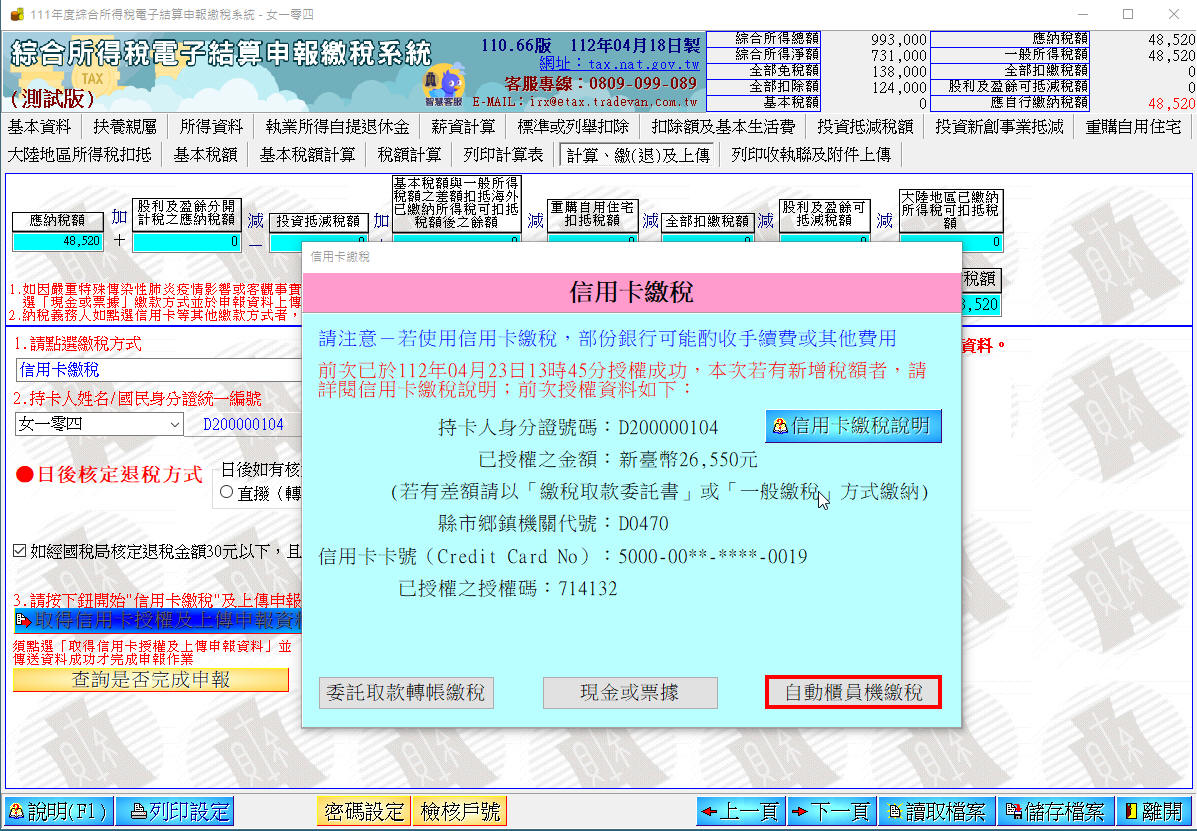 111年度綜合所得稅電子結算申報繳稅系統 - 女一零四
綜合所得稅電子結算申報繳稅系統
TAX
(測試版)
智慧客服
110.66版 112年04月18日製
網址：tax.nat.gov.tw
客服專線：0809-099-089
E-MAIL：irx@etax.tradevan.com.tw
綜合所得總額 993,000 應納稅額 48,520
綜合所得淨額 731,000 一般所得稅額 48,520
全部免稅額 138,000 全部扣繳稅額 0
全部扣除額 124,000 股利及盈餘可抵減稅額 0
基本稅額 0 應自行繳納稅額 48,520
基本資料 扶養親屬 所得資料 執業所得自提退休金 薪資計算 標準或列舉扣除 扣除額及基本生活費 投資抵減稅額 投資新創事業抵減 重購自用住宅
大陸地區所得稅扣抵 基本稅額 基本稅額計算 稅額計算 列印計算表 計算、繳(退)及上傳 列印收執聯及附件上傳
應納稅額
48,520
加
＋
股利及盈餘分開
計稅之應納稅額
0
減
－
投資抵減稅額
加
基本稅額與一般所得
稅額之差額扣抵海外
已繳納所得稅可扣抵
稅額後之餘額
減
重購自用住宅
扣抵稅額
減
全部扣繳稅額
減
股利及盈餘可
抵減稅額
減
大陸地區已繳納
所得稅可扣抵稅
額
0
稅額
3,520
1.如因嚴重特殊傳染性肺炎疫情影響或客觀事實
選「現金或票據」繳款方式並於申報資料上傳
2.納稅義務人如點選信用卡等其他繳款方式者，
資料。
1.請點選繳稅方式
信用卡繳稅
2.持卡人姓名/國民身分證統一編號
女一零四 D200000104
●日後核定退稅方式
日後如有核
直撥（轉
如經國稅局核定退稅金額30元以下，且
3.請按下鈕開始"信用卡繳稅"及上傳申報
取得信用卡授權及上傳申報資料
須點選「取得信用卡授權及上傳申報資料」並
傳送資料成功才完成申報作業
查詢是否完成申報
信用卡繳稅
信用卡繳稅
請注意－若使用信用卡繳稅，部份銀行可能酌收手續費或其他費用
前次已於112年04月23日13時45分授權成功，本次若有新增稅額者，請
詳閱信用卡繳稅說明；前次授權資料如下：
持卡人身分證號碼：D200000104
信用卡繳稅說明
已授權之金額：新臺幣26,550元
(若有差額請以「繳稅取款委託書」或「一般繳稅」方式繳納)
縣市鄉鎮機關代號：D0470
信用卡卡號（Credit Card No）：5000-00**-****-0019
已授權之授權碼：714132
委託取款轉帳繳稅 現金或票據 自動櫃員機繳稅
說明(F1) 列印設定 密碼設定 檢核戶號 上一頁 下一頁 讀取檔案 儲存檔案 離開